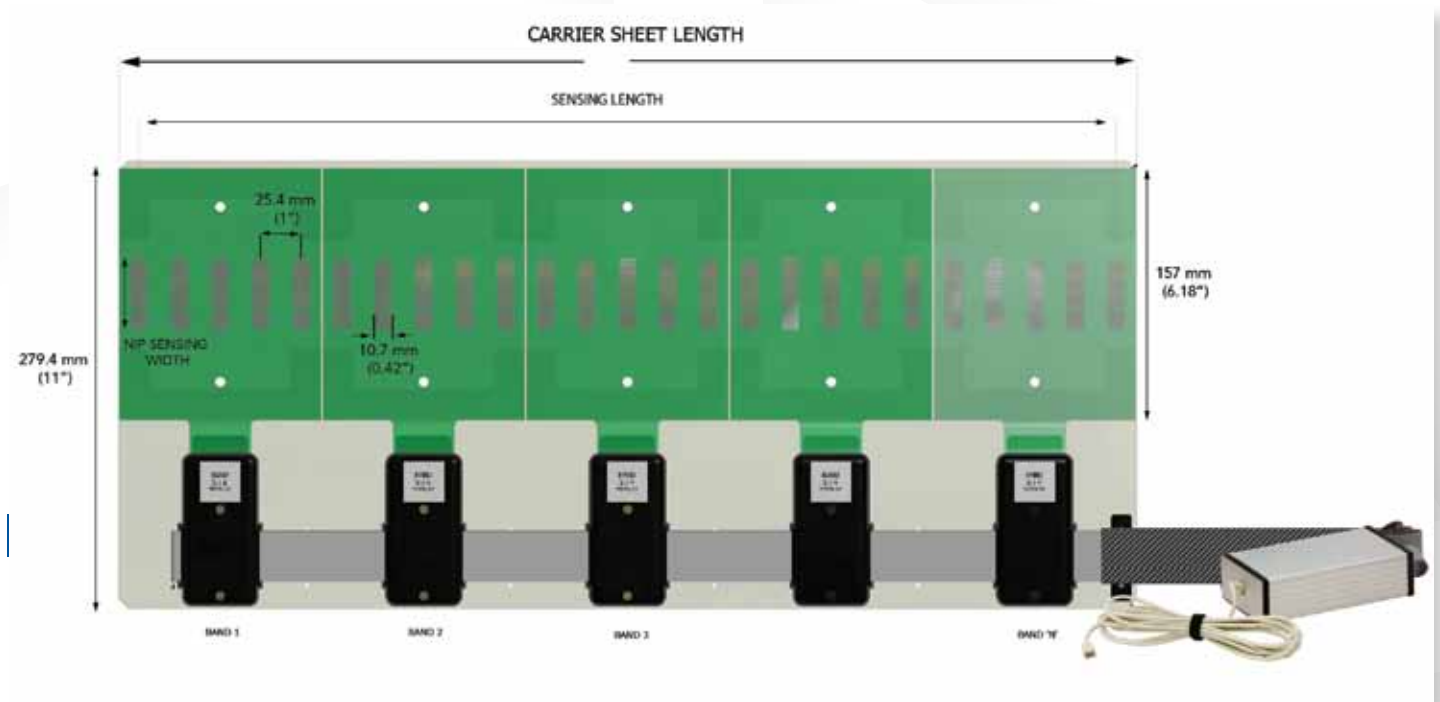 CARRIER SHEET LENGTH
SENSING LENGTH
25.4 mm
(1")
157 mm
(6.18")
NIP SENSING
WIDTH
10.7 mm
(0.42")
279.4 mm
(11")
BAND 1
BAND 2
BAND 3
BAND 'N'